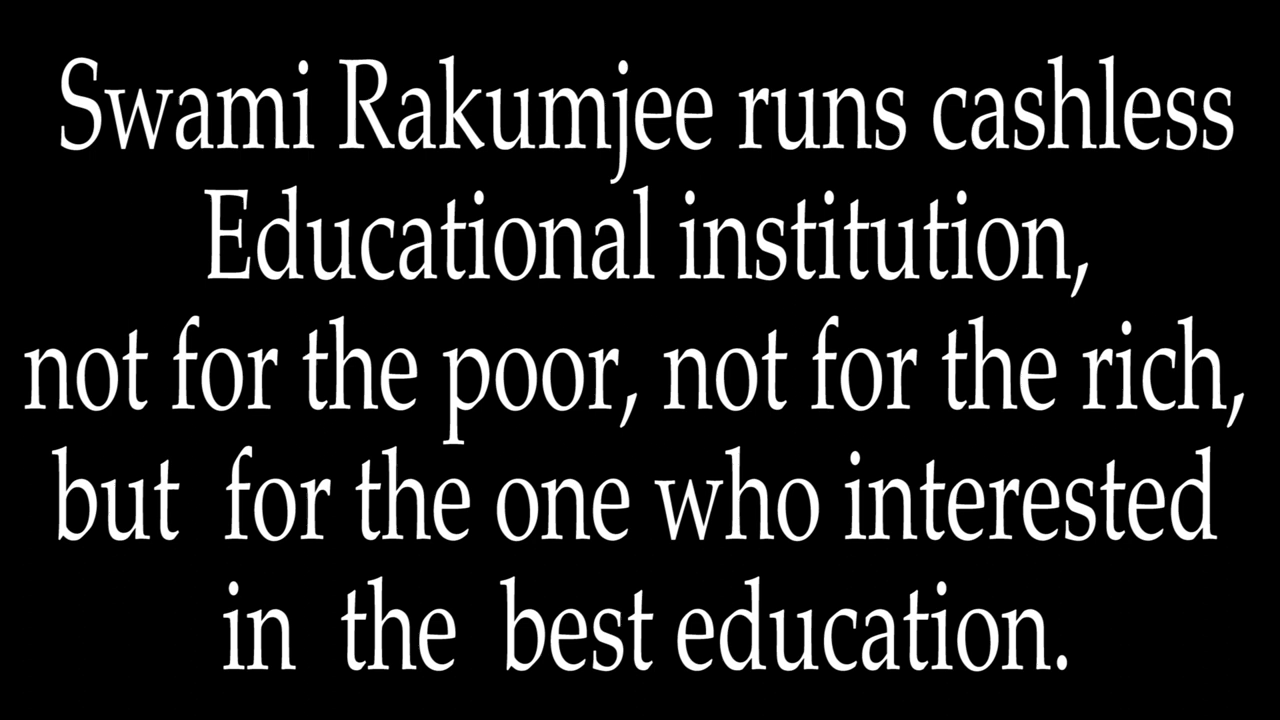 Swami Rakumjee runs cashless
Educational institution,
not for the poor, not for the rich,
but for the one who interested
in the best education.